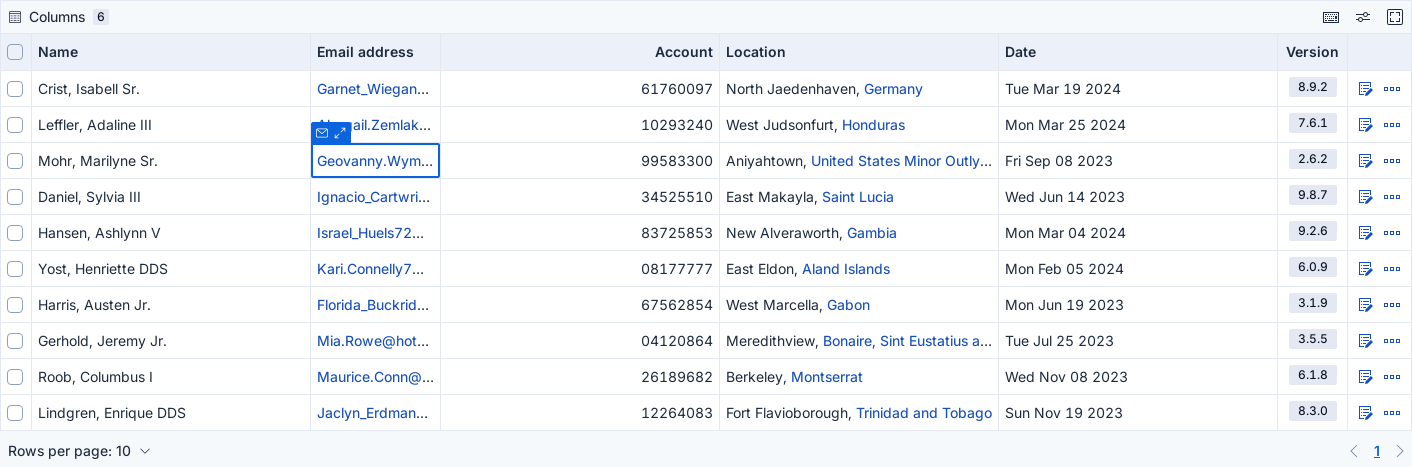 Columns 6
Name Email address Account Location Date Version
Crist, Isabell Sr. Garnet_Wiegan... 61760097 North Jaedenhaven, Germany Tue Mar 19 2024 8.9.2
Leffler, Adaline III ail.Zemlak... 10293240 West Judsonfurt, Honduras Mon Mar 25 2024 7.6.1
Mohr, Marilyne Sr. Geovanny.Wym... 99583300 Aniyahtown, United States Minor Outly... Fri Sep 08 2023 2.6.2
Daniel, Sylvia III Ignacio_Cartwri... 34525510 East Makayla, Saint Lucia Wed Jun 14 2023 9.8.7
Hansen, Ashlynn V Israel_Huels72... 83725853 New Alveraworth, Gambia Mon Mar 04 2024 9.2.6
Yost, Henriette DDS Kari.Connelly7... 08177777 East Eldon, Aland Islands Mon Feb 05 2024 6.0.9
Harris, Austen Jr. Florida_Buckrid... 67562854 West Marcella, Gabon Mon Jun 19 2023 3.1.9
Gerhold, Jeremy Jr. Mia.Rowe@hot... 04120864 Meredithview, Bonaire, Sint Eustatius a... Tue Jul 25 2023 3.5.5
Roob, Columbus I Maurice.Conn@... 26189682 Berkeley, Montserrat Wed Nov 08 2023 6.1.8
Lindgren, Enrique DDS Jaclyn_Erdman... 12264083 Fort Flavioborough, Trinidad and Tobago Sun Nov 19 2023 8.3.0
Rows per page: 10 1